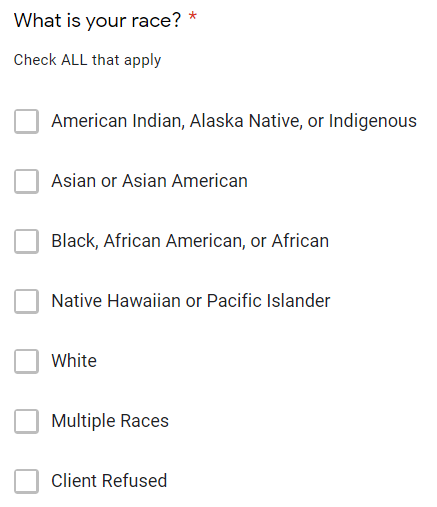 What is your race? *
Check ALL that apply
American Indian, Alaska Native, or Indigenous
Asian or Asian American
Black, African American, or African
Native Hawaiian or Pacific Islander
White
Multiple Races
Client Refused